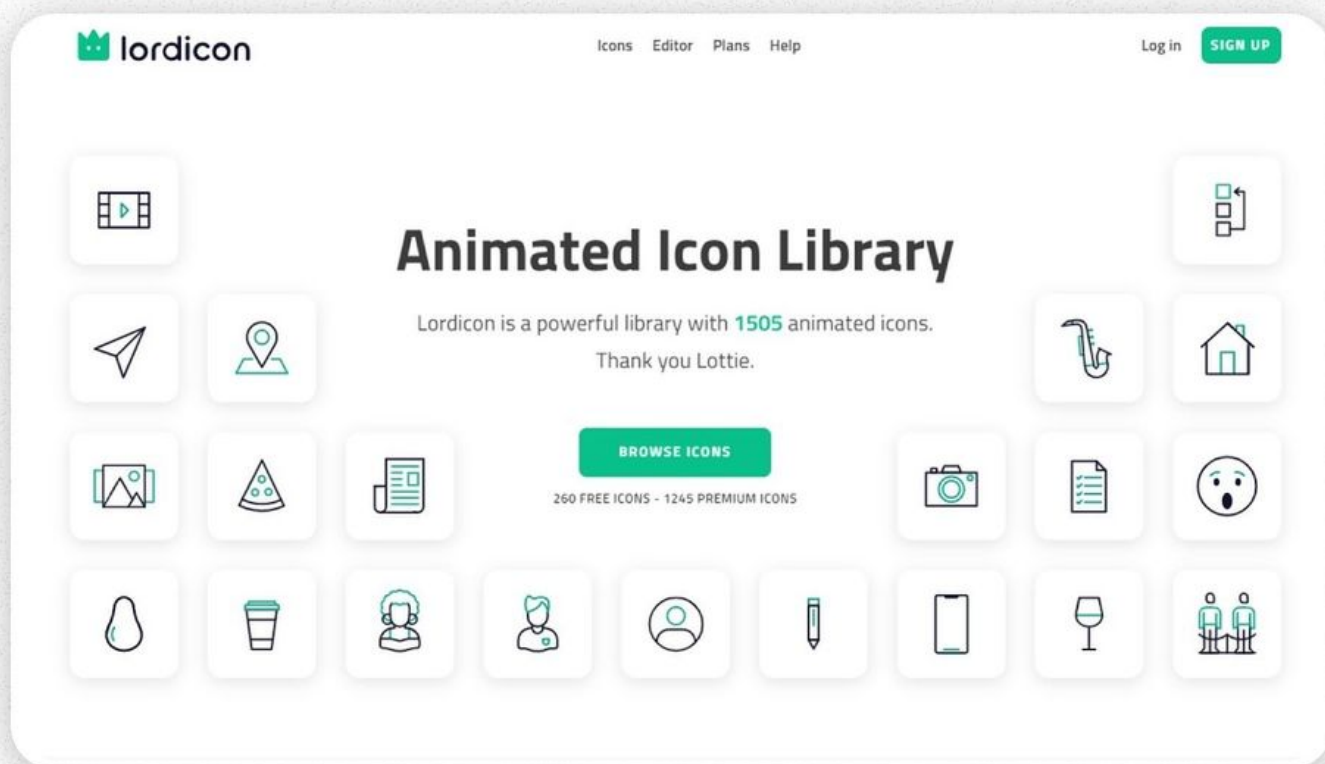 lordicon
Icons Editor Plans Help
Log in SIGN UP
Animated Icon Library
Lordicon is a powerful library with 1505 animated icons.
Thank you Lottie.
BROWSE ICONS
260 FREE ICONS - 1245 PREMIUM ICONS